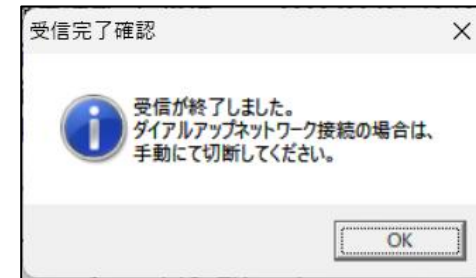 受信完了確認
受信が終了しました。
ダイアルアップネットワーク接続の場合は、
手動にて切断してください。
OK